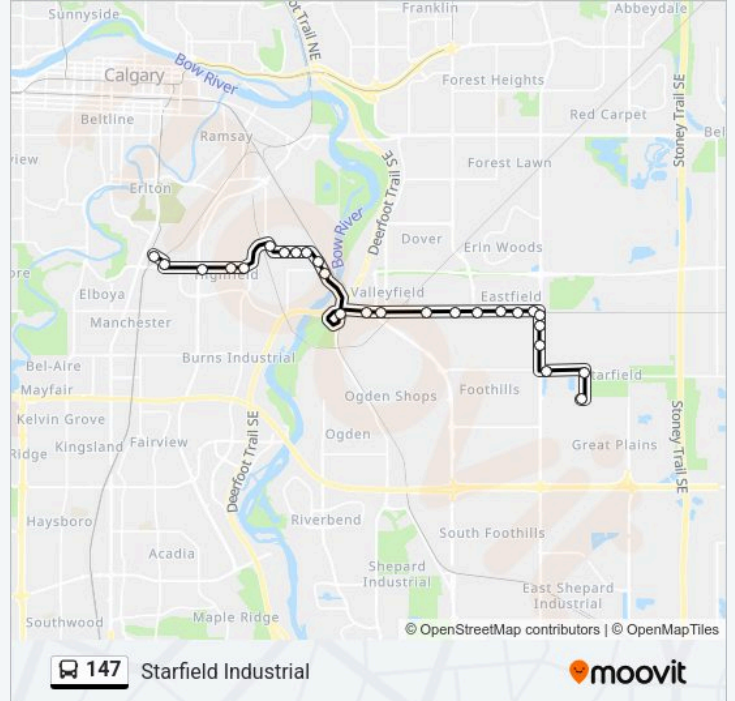 Sunnyside
ot Trail NE
Franklin
Abbeydale
Bow River
Calgary
Forest Heights
Beltline
Red Carpet
Stoney Trail SE
Ramsay
Bel
view
Forest Lawn
Deerfoot Trail SE
Erlton
Bow River
Dover
Erin Woods
ore
Highfield
Elboya
Valleyfield
Eastfield
Manchester
Burns Industrial
Bel-Aire
Mayfair
Ogden Shops
Foothills
tarfield
Kelvin Grove
Ridge
Kingsland
Fairview
Deerfoot Trail SE
Ogden
Great Plains
Stoney Trail SE
Haysboro
Riverbend
South Foothills
Acadia
Shepard
Industrial
East Shepard
Industrial
Southwood
Maple Ridge
© OpenStreetMap contributors | © OpenMapTiles
147 Starfield Industrial
moovit